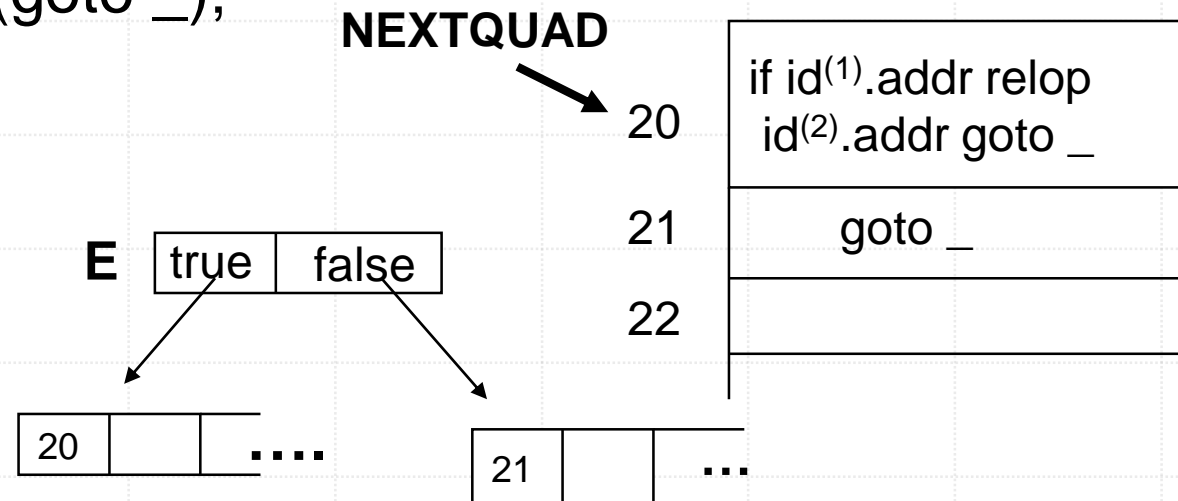 (goto _);
NEXTQUAD
20
if id⁽¹⁾.addr relop
id⁽²⁾.addr goto _
21
goto _
E
true
false
22
20
....
21
...